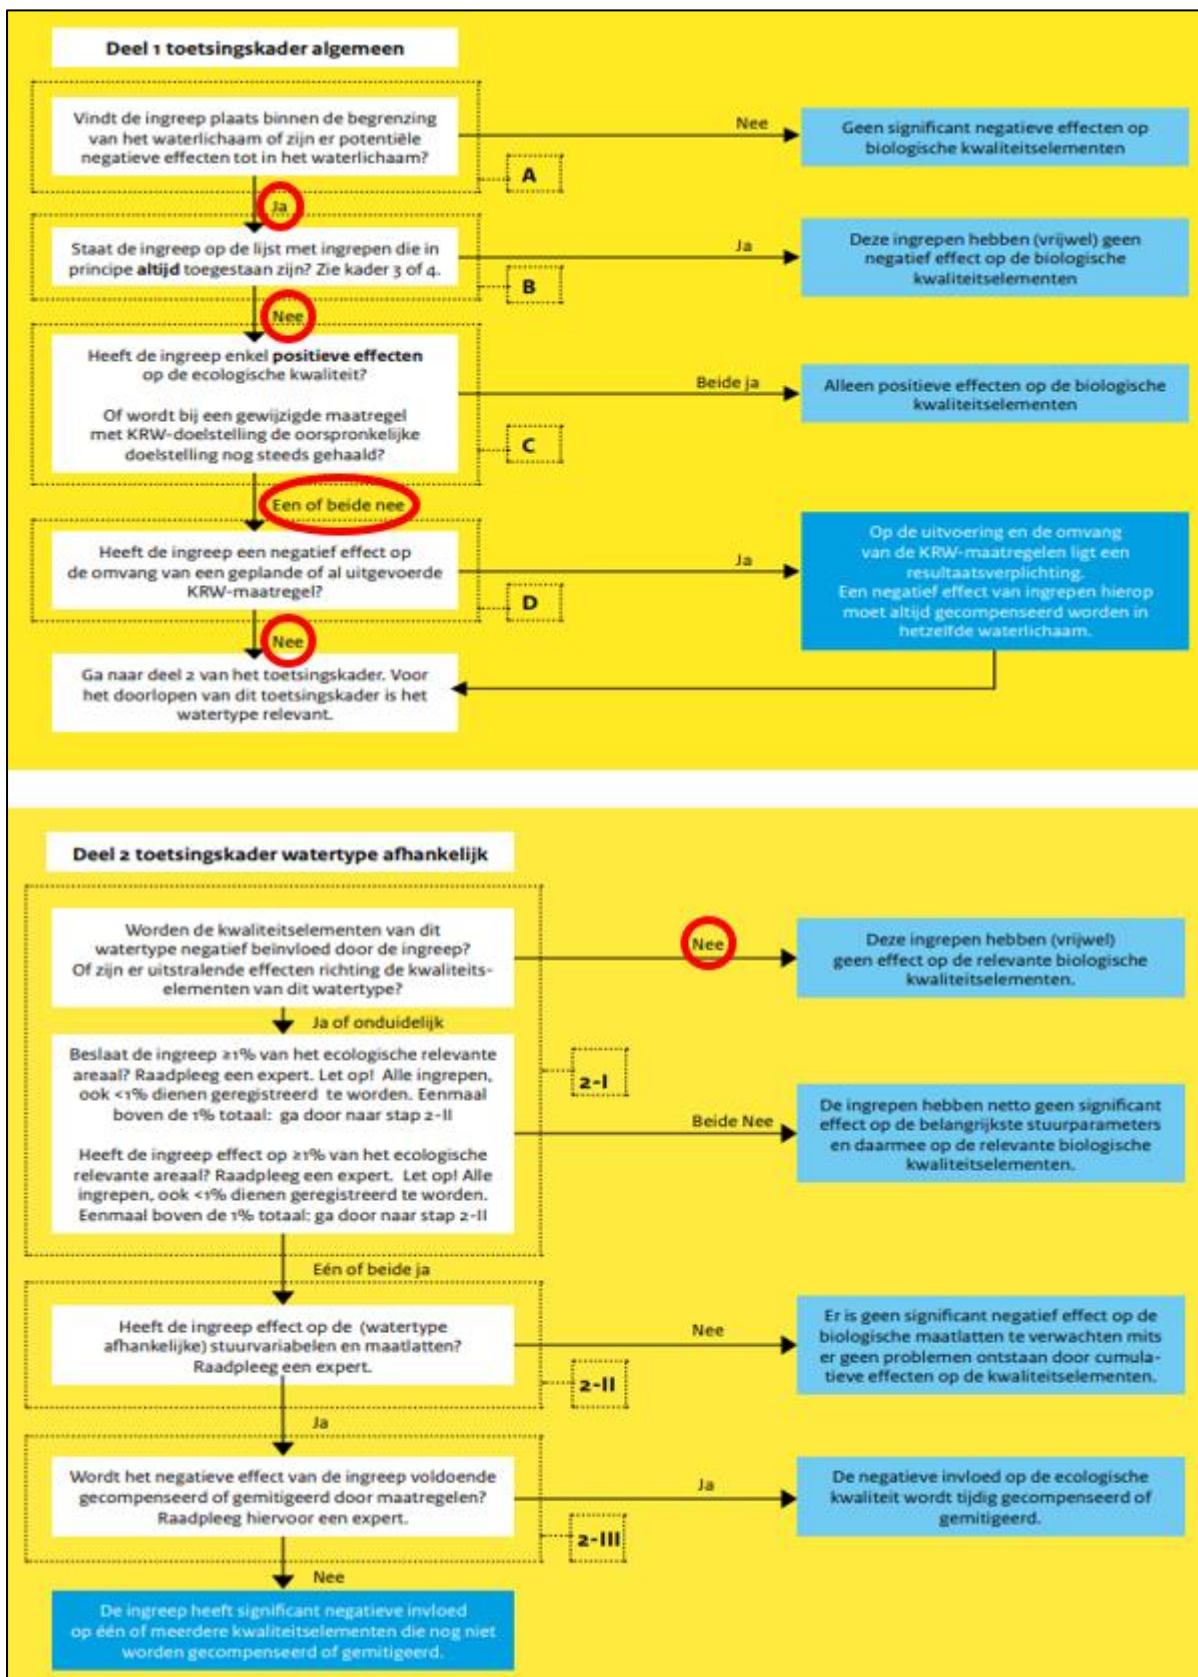 Deel 1 toetsingskader algemeen
Vindt de ingreep plaats binnen de begrenzing
van het waterlichaam of zijn er potentiële
negatieve effecten tot in het waterlichaam?
Nee
Geen significant negatieve effecten op
biologische kwaliteitselementen
A
Ja
Staat de ingreep op de lijst met ingrepen die in
principe altijd toegestaan zijn? Zie kader 3 of 4.
Ja
Deze ingrepen hebben (vrijwel) geen
negatief effect op de biologische
kwaliteitselementen
B
Nee
Heeft de ingreep enkel positieve effecten
op de ecologische kwaliteit?
Of wordt bij een gewijzigde maatregel
met KRW-doelstelling de oorspronkelijke
doelstelling nog steeds gehaald?
Beide ja
Alleen positieve effecten op de biologische
kwaliteitselementen
C
Een of beide nee
Heeft de ingreep een negatief effect op
de omvang van een geplande of al uitgevoerde
KRW-maatregel?
Ja
Op de uitvoering en de omvang
van de KRW-maatregelen ligt een
resultaatsverplichting.
Een negatief effect van ingrepen hierop
moet altijd gecompenseerd worden in
hetzelfde waterlichaam.
D
Nee
Ga naar deel 2 van het toetsingskader. Voor
het doorlopen van dit toetsingskader is het
watertype relevant.
Deel 2 toetsingskader watertype afhankelijk
Worden de kwaliteitselementen van dit
watertype negatief beïnvloed door de ingreep?
Of zijn er uitstralende effecten richting de kwaliteits-
elementen van dit watertype?
Nee
Deze ingrepen hebben (vrijwel)
geen effect op de relevante biologische
kwaliteitselementen.
Ja of onduidelijk
Beslaat de ingreep ≥1% van het ecologische relevante
areaal? Raadpleeg een expert. Let op! Alle ingrepen,
ook <1% dienen geregistreerd te worden. Eenmaal
boven de 1% totaal: ga door naar stap 2-II
Heeft de ingreep effect op ≥1% van het ecologische
relevante areaal? Raadpleeg een expert. Let op! Alle
ingrepen, ook <1% dienen geregistreerd te worden.
Eenmaal boven de 1% totaal: ga door naar stap 2-II
2-I
Beide Nee
De ingrepen hebben netto geen significant
effect op de belangrijkste stuurparameters
en daarmee op de relevante biologische
kwaliteitselementen.
Eén of beide ja
Heeft de ingreep effect op de (watertype
afhankelijke) stuurvariabelen en maatlatten?
Raadpleeg een expert.
Nee
Er is geen significant negatief effect op de
biologische maatlatten te verwachten mits
er geen problemen ontstaan door cumula-
tieve effecten op de kwaliteitselementen.
2-II
Ja
Wordt het negatieve effect van de ingreep voldoende
gecompenseerd of gemitigeerd door maatregelen?
Raadpleeg hiervoor een expert.
Ja
De negatieve invloed op de ecologische
kwaliteit wordt tijdig gecompenseerd of
gemitigeerd.
2-III
Nee
De ingreep heeft significant negatieve invloed
op één of meerdere kwaliteitselementen die nog niet
worden gecompenseerd of gemitigeerd.